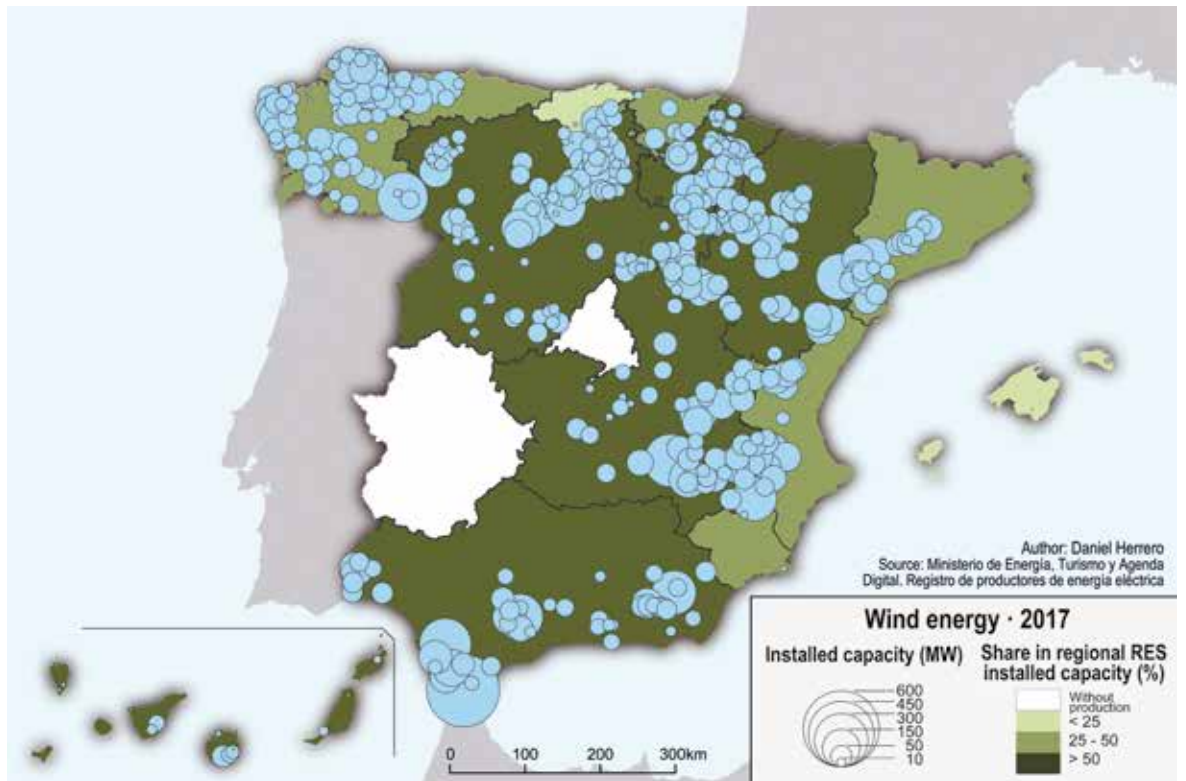 Author: Daniel Herrero
Source: Ministerio de Energía, Turismo y Agenda
Digital. Registro de productores de energía eléctrica
Wind energy · 2017
Installed capacity (MW)
600
450
300
150
50
10
Share in regional RES
installed capacity (%)
Without
production
< 25
25 - 50
> 50
0 100 200 300km